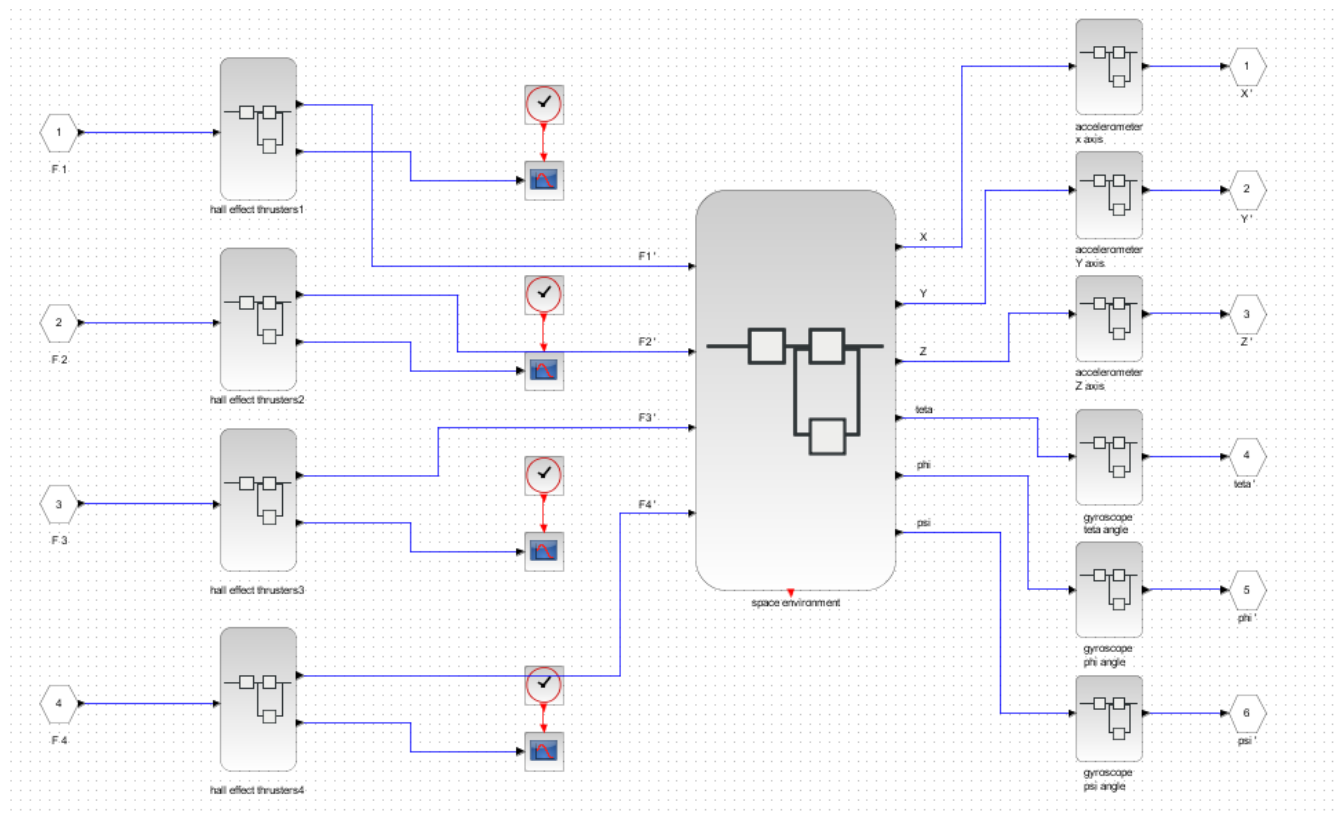 1
F 1
hall effect thrusters1
2
F 2
hall effect thrusters2
3
F 3
hall effect thrusters3
4
F 4
hall effect thrusters4
F1 '
F2 '
F3 '
F4 '
space environment
X
Y
Z
teta
phi
psi
accelerometer
x axis
1
X '
accelerometer
Y axis
2
Y '
accelerometer
Z axis
3
Z '
gyroscope
teta angle
4
teta '
gyroscope
phi angle
5
phi '
gyroscope
psi angle
6
psi '